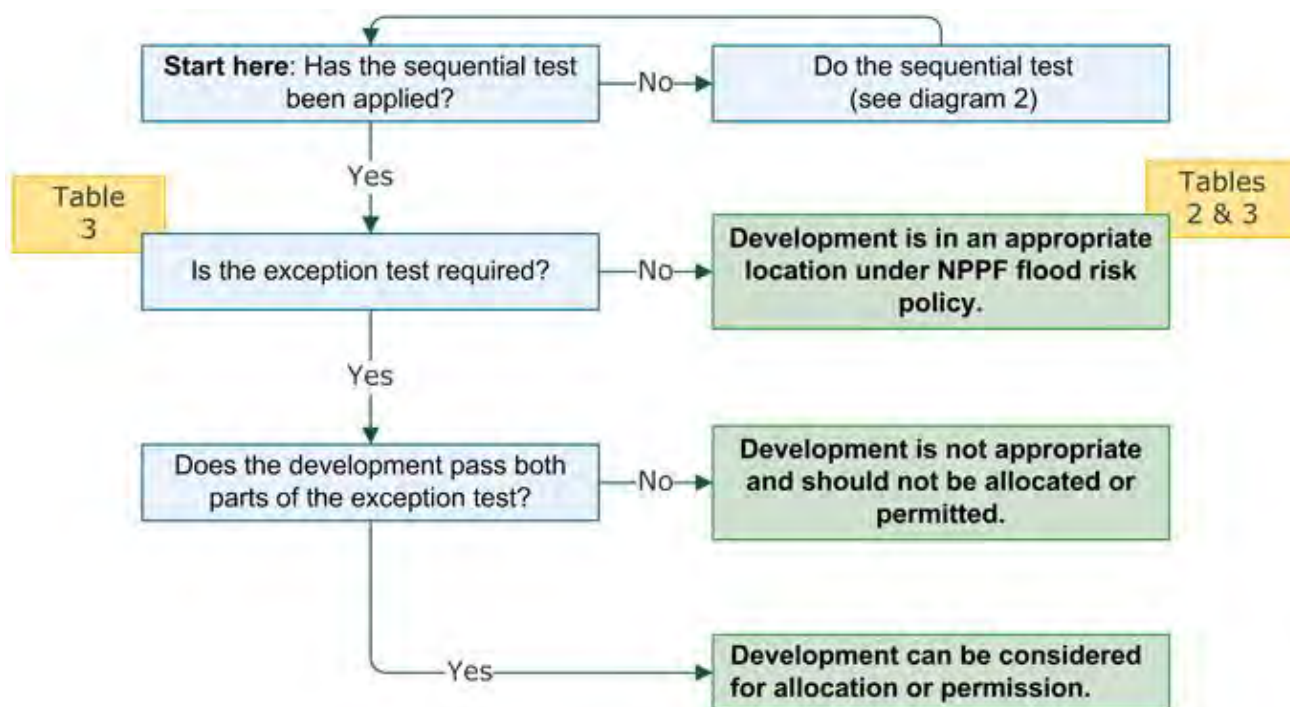 Start here: Has the sequential test
been applied?
No
Do the sequential test
(see diagram 2)
Yes
Table
3
Tables
2 & 3
Is the exception test required?
No
Development is in an appropriate
location under NPPF flood risk
policy.
Yes
Does the development pass both
parts of the exception test?
No
Development is not appropriate
and should not be allocated or
permitted.
Yes
Development can be considered
for allocation or permission.